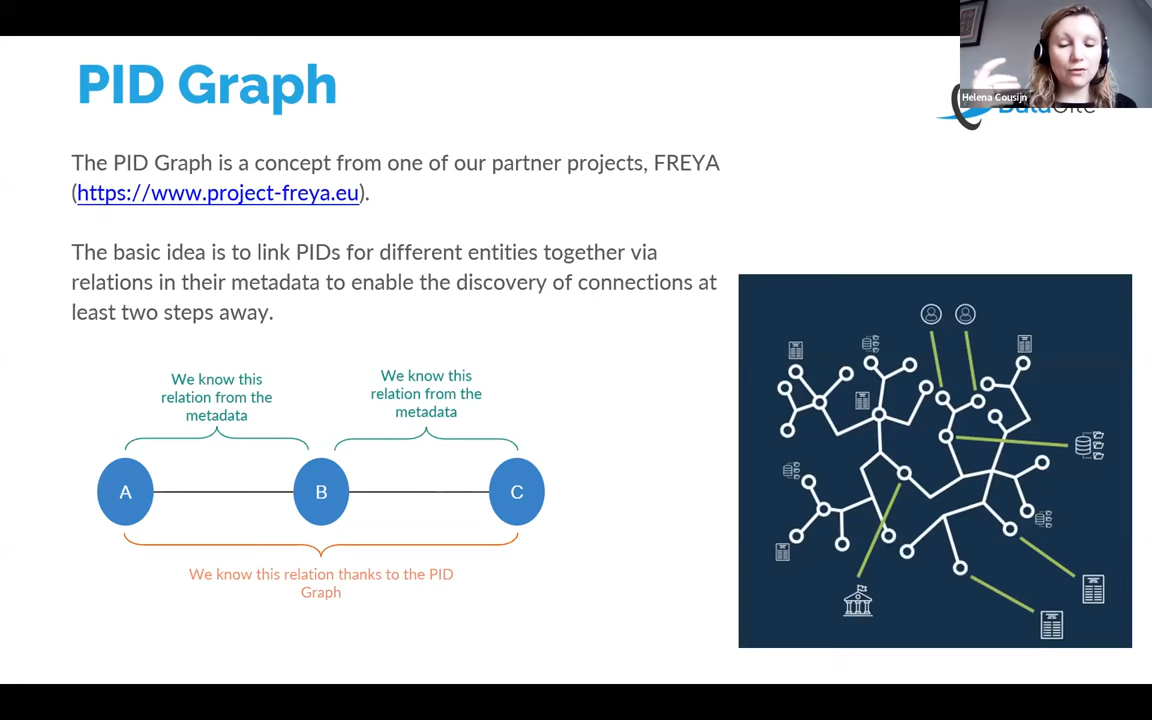 PID Graph
Helena Cousijn
The PID Graph is a concept from one of our partner projects, FREYA
(https://www.project-freya.eu).
The basic idea is to link PIDs for different entities together via
relations in their metadata to enable the discovery of connections at
least two steps away.
We know this
relation from the
metadata
We know this
relation from the
metadata
A
B
C
We know this relation thanks to the PID
Graph